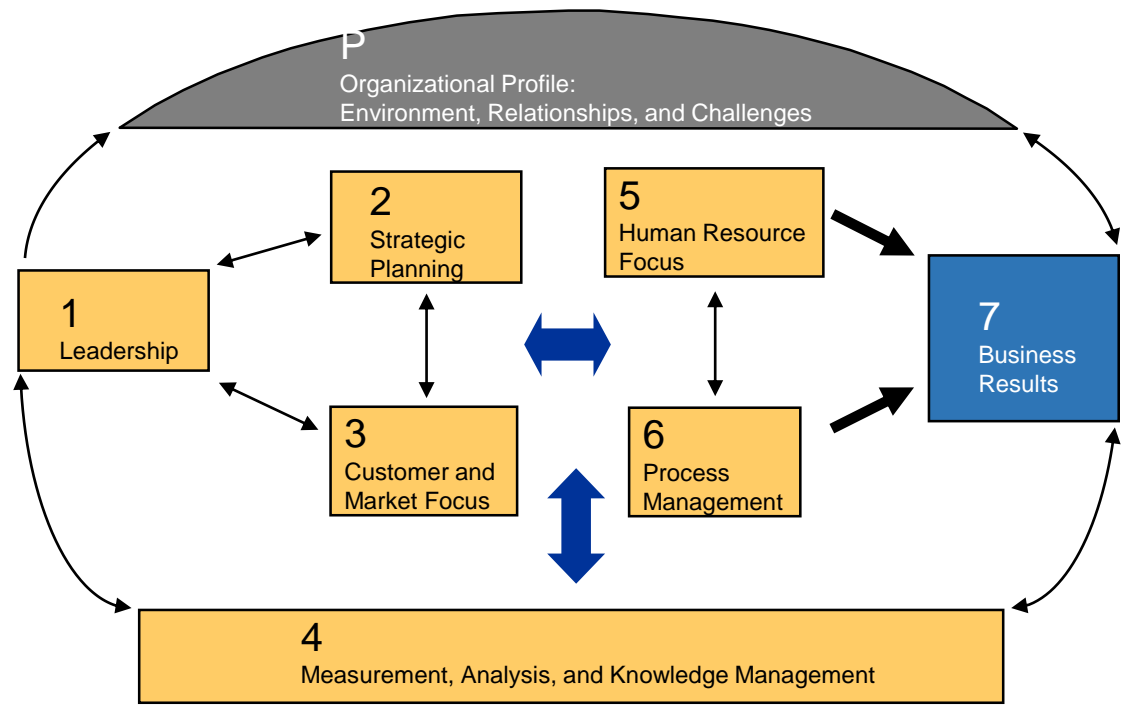 P
Organizational Profile:
Environment, Relationships, and Challenges
2
Strategic
Planning
5
Human Resource
Focus
1
Leadership
7
Business
Results
3
Customer and
Market Focus
6
Process
Management
4
Measurement, Analysis, and Knowledge Management